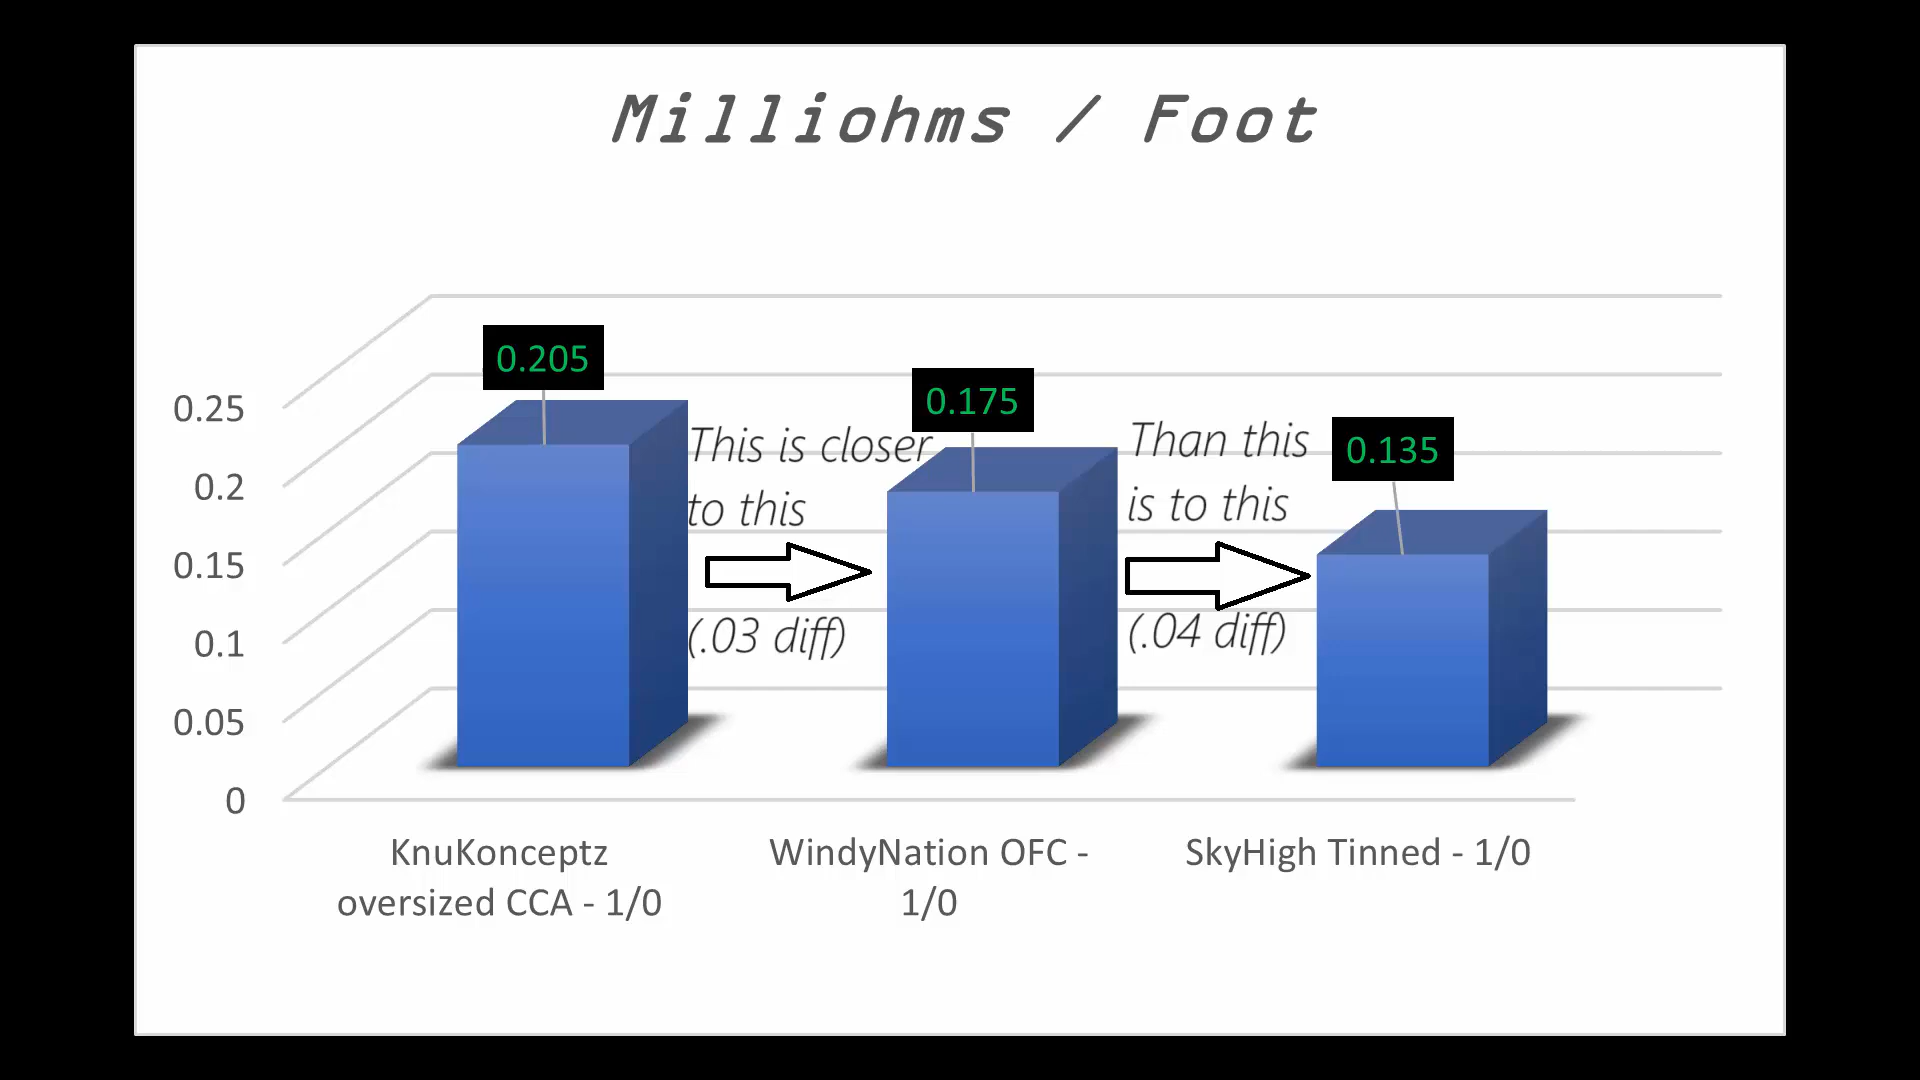 Milliohms / Foot
0.205
0.175
0.135
This is closer
to this
(.03 diff)
Than this
is to this
(.04 diff)
0.25
0.2
0.15
0.1
0.05
0
KnuKonceptz
oversized CCA - 1/0
WindyNation OFC -
1/0
SkyHigh Tinned - 1/0